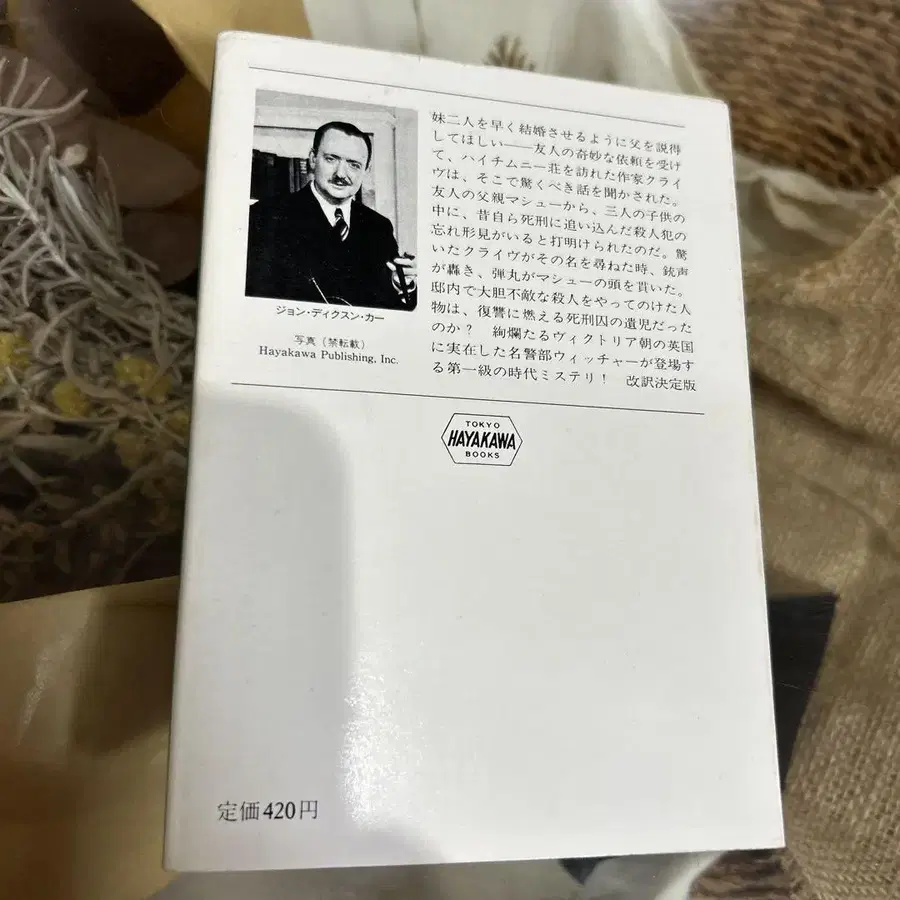 妹二人を早く結婚させるように父を説得
してほしい――友人の奇妙な依頼を受け
て、ハイチムニー荘を訪れた作家クライ
ヴは、そこで驚くべき話を聞かされた。
友人の父親マシューから、三人の子供の
中に、昔自ら死刑に追い込んだ殺人犯の
忘れ形見がいると打明けられたのだ。驚
いたクライヴがその名を尋ねた時、銃声
が轟き、弾丸がマシューの頭を貫いた。
邸内で大胆不敵な殺人をやってのけた人
物は、復讐に燃える死刑囚の遺児だった
のか？　絢爛たるヴィクトリア朝の英国
に実在した名警部ウィッチャーが登場す
る第一級の時代ミステリ！　改訳決定版
ジョン・ディクスン・カー
写真（禁転載）
Hayakawa Publishing, Inc.
TOKYO
HAYAKAWA
BOOKS
定価420円